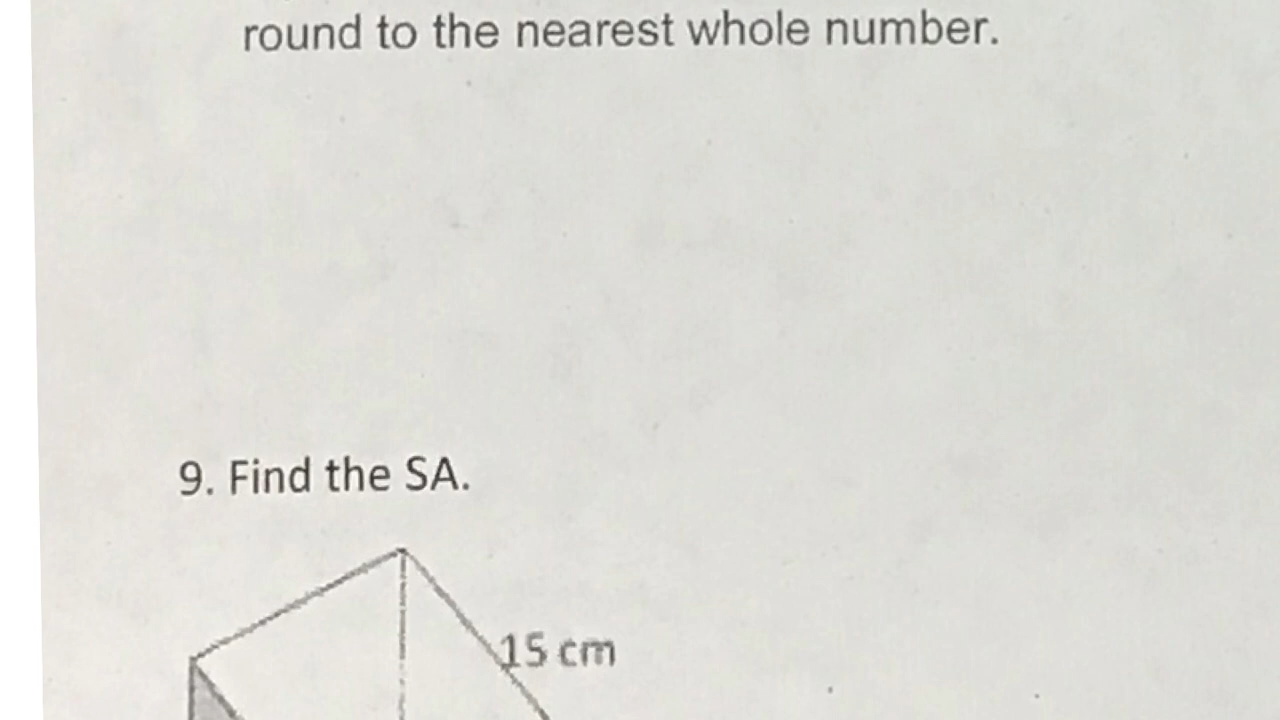 round to the nearest whole number.
9. Find the SA.
15 cm